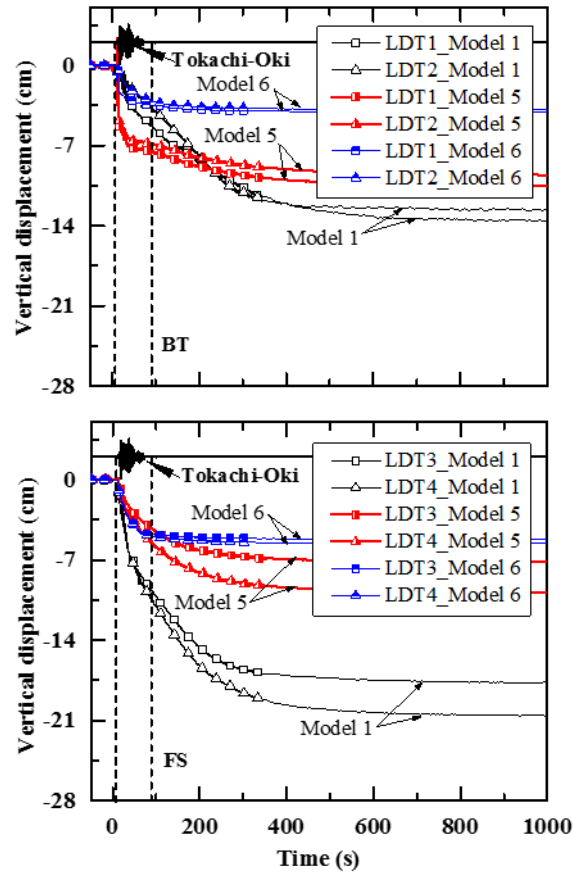 Tokachi-Oki
LDT1_Model 1
LDT2_Model 1
LDT1_Model 5
LDT2_Model 5
LDT1_Model 6
LDT2_Model 6
Model 6
Model 5
Model 1
BT
0
-7
-14
-21
-28
Vertical displacement (cm)
Tokachi-Oki
LDT3_Model 1
LDT4_Model 1
LDT3_Model 5
LDT4_Model 5
LDT3_Model 6
LDT4_Model 6
Model 6
Model 5
Model 1
FS
0
-7
-14
-21
-28
Vertical displacement (cm)
0 200 400 600 800 1000
Time (s)